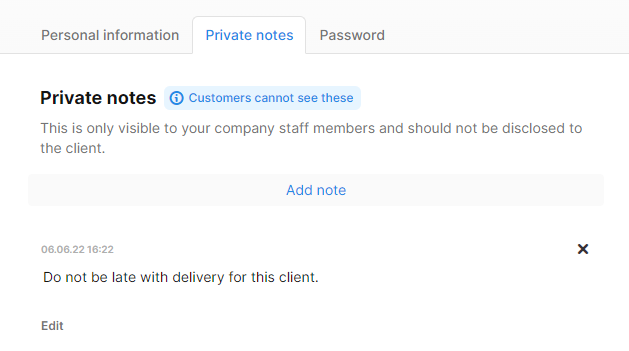 Personal information Private notes Password
Private notes Customers cannot see these
This is only visible to your company staff members and should not be disclosed to
the client.
Add note
06.06.22 16:22
Do not be late with delivery for this client.
Edit